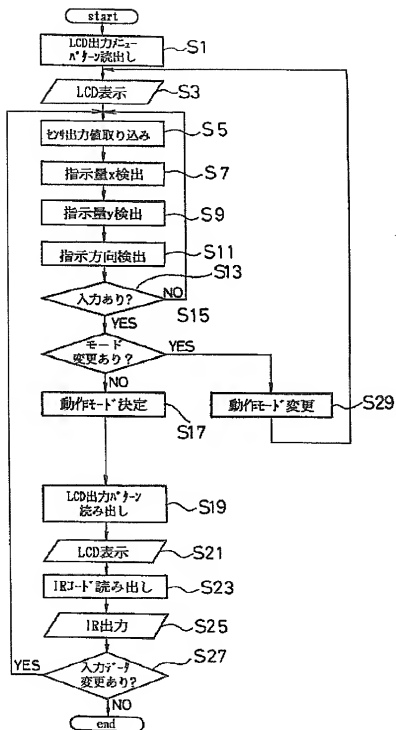 start
LCD出力メニュー
パターン読出し
S1
LCD表示
S3
センサ出力値取り込み
S5
指示量x検出
S7
指示量y検出
S9
指示方向検出
S11
入力あり?
S13
NO
YES
S15
モード
変更あり?
YES
NO
動作モード決定
S17
動作モード変更
S29
LCD出力パターン
読み出し
S19
LCD表示
S21
IRコード読み出し
S23
IR出力
S25
YES
入力データ
変更あり?
S27
NO
end